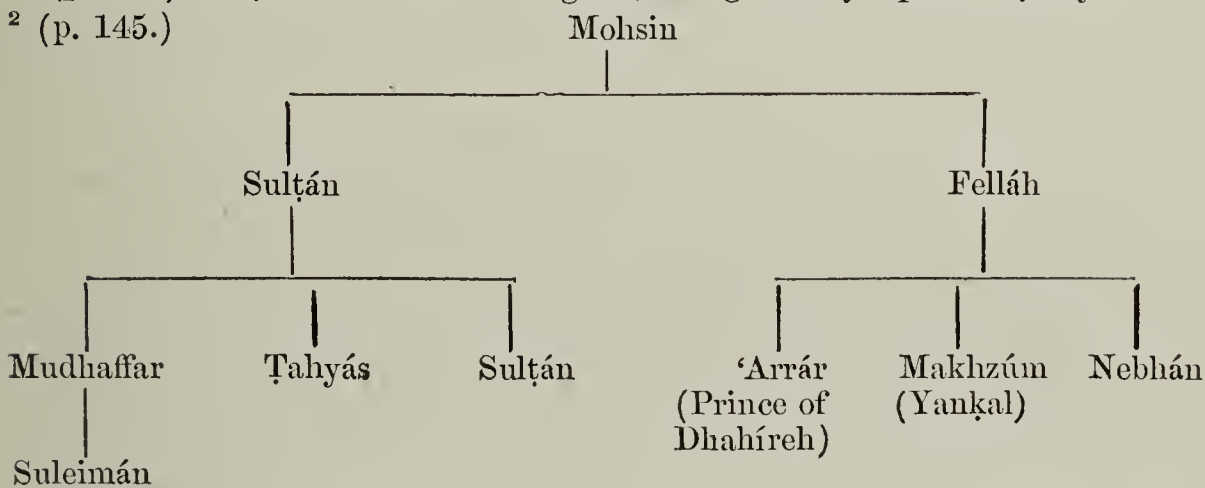 ² (p. 145.)
Mohsin
Sulṭán Felláh
Mudhaffar Ṭahyás Sulṭán ‘Arrár Makhzúm Nebhán
(Prince of (Yanḳal)
Dhahíreh)
Suleimán